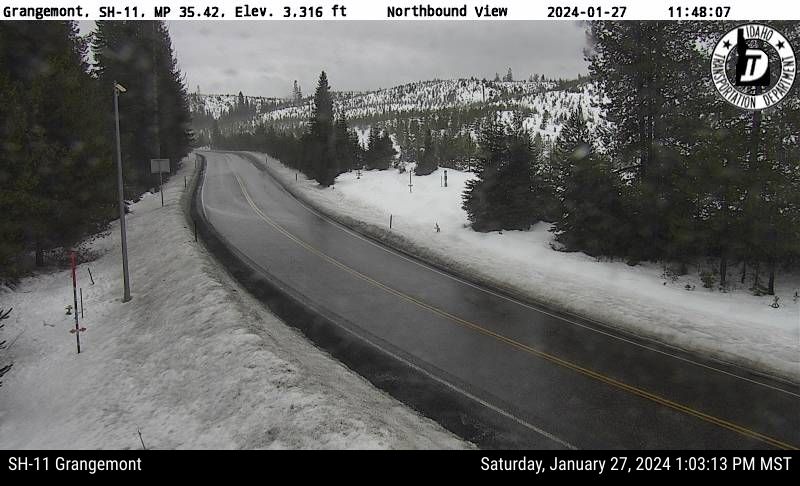 Grangemont, SH-11, MP 35.42, Elev. 3,316 ft Northbound View 2024-01-27 11:48:07
IDAHO
TRANSPORTATION DEPARTMENT
SH-11 Grangemont Saturday, January 27, 2024 1:03:13 PM MST